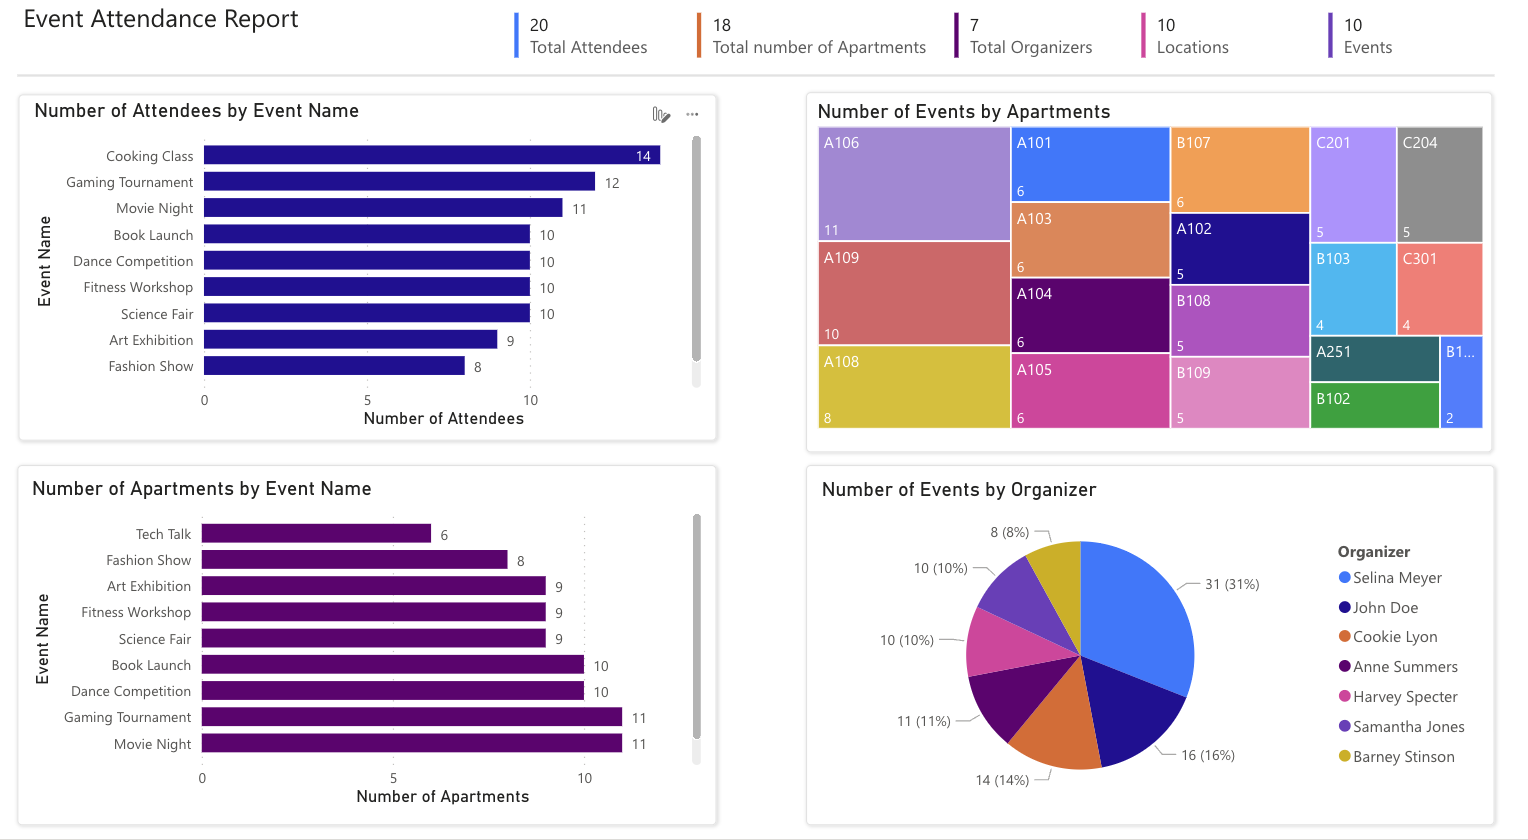 Event Attendance Report
20
Total Attendees
18
Total number of Apartments
7
Total Organizers
10
Locations
10
Events
Number of Attendees by Event Name
Event Name
Cooking Class 14
Gaming Tournament 12
Movie Night 11
Book Launch 10
Dance Competition 10
Fitness Workshop 10
Science Fair 10
Art Exhibition 9
Fashion Show 8
0 5 10
Number of Attendees
Number of Events by Apartments
A106
11
A109
10
A108
8
A101
6
A103
6
A104
6
A105
6
B107
6
A102
5
B108
5
B109
5
C201
5
C204
5
B103
4
C301
4
A251
B102
B1...
2
Number of Apartments by Event Name
Event Name
Tech Talk 6
Fashion Show 8
Art Exhibition 9
Fitness Workshop 9
Science Fair 9
Book Launch 10
Dance Competition 10
Gaming Tournament 11
Movie Night 11
0 5 10
Number of Apartments
Number of Events by Organizer
31 (31%)
16 (16%)
14 (14%)
11 (11%)
10 (10%)
10 (10%)
8 (8%)
Organizer
Selina Meyer
John Doe
Cookie Lyon
Anne Summers
Harvey Specter
Samantha Jones
Barney Stinson